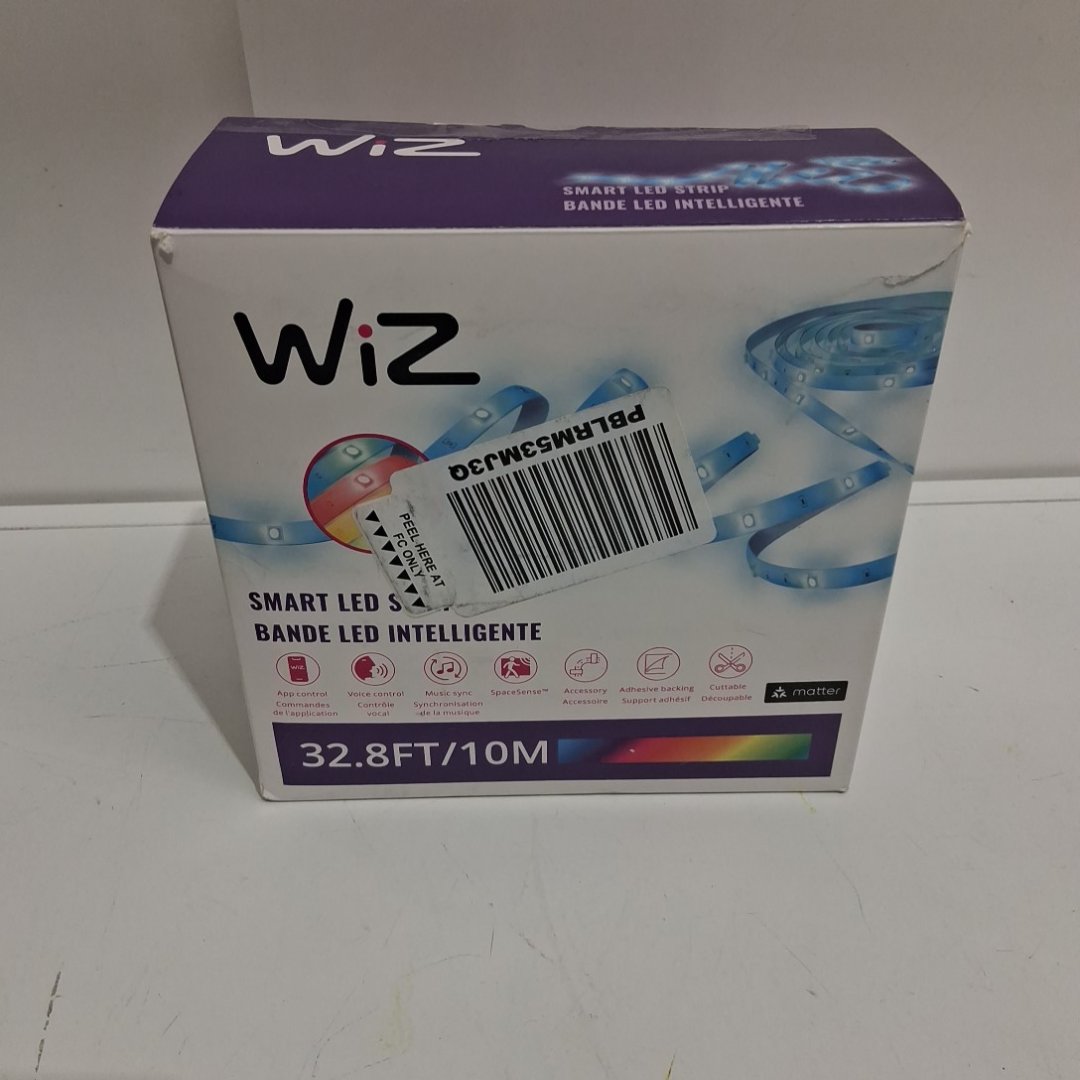 WiZ
SMART LED STRIP
BANDE LED INTELLIGENTE
WiZ
PBLRM53MJ3Q
PEEL HERE AT
FC ONLY
SMART LED
BANDE LED INTELLIGENTE
WiZ
App control
Commandes
de l'application
Voice control
Contrôle
vocal
Music sync
Synchronisation
de la musique
SpaceSense™
Accessory
Accessoire
Adhesive backing
Support adhésif
Cuttable
Découpable
matter
32.8FT/10M